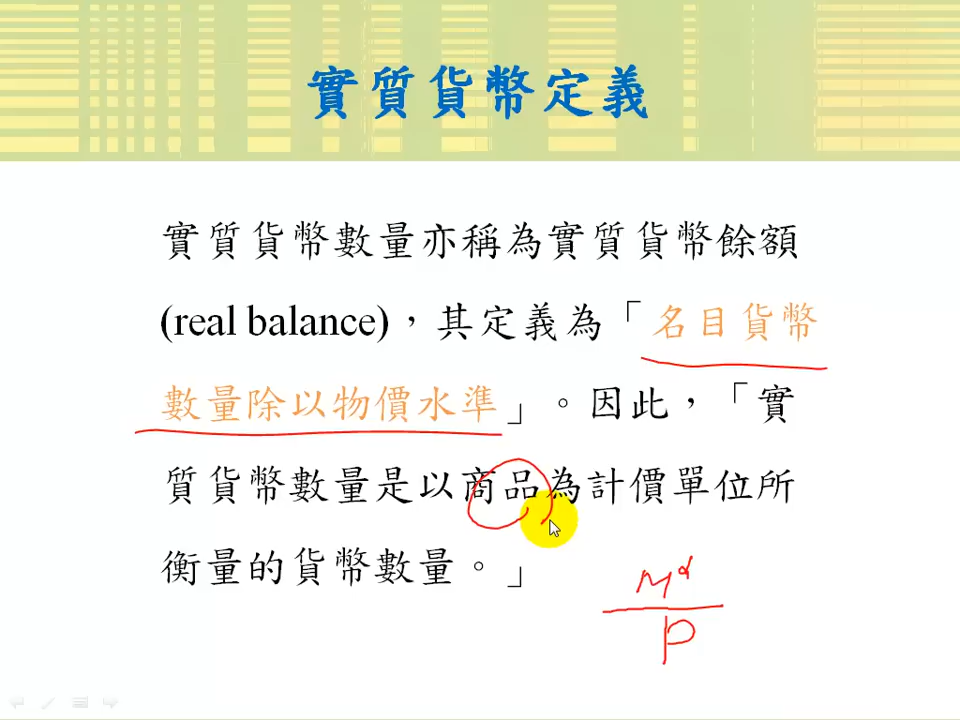 實質貨幣定義
實質貨幣數量亦稱為實質貨幣餘額
(real balance)，其定義為「名目貨幣
數量除以物價水準」。因此，「實
質貨幣數量是以商品為計價單位所
衡量的貨幣數量。」
M^d
P